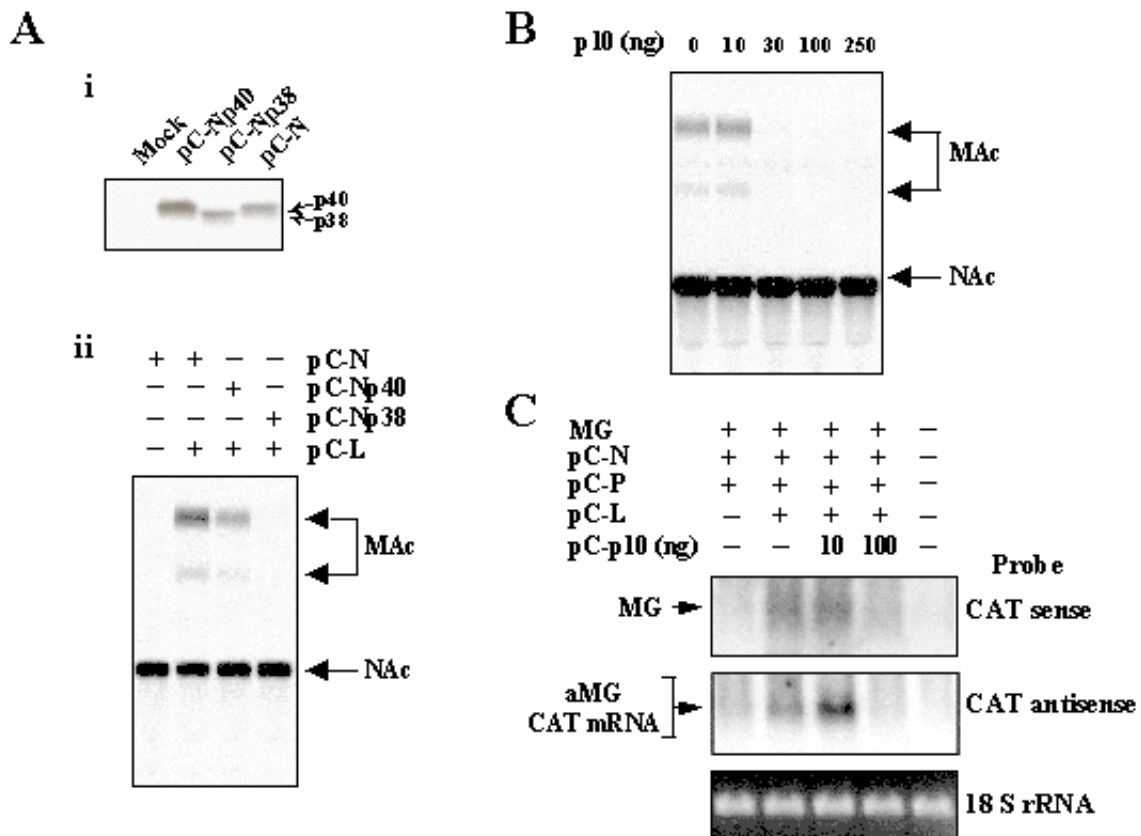 A
i
Mock
pC-Np40
pC-Np38
pC-N
p40
p38
ii
+ + – – pC-N
– – + – pC-Np40
– – – + pC-Np38
– + + + pC-L
MAc
NAc
B
p10 (ng) 0 10 30 100 250
MAc
NAc
C
MG + + + + –
pC-N + + + + –
pC-P + + + + –
pC-L – + + + –
pC-p10 (ng) – – 10 100 –
Probe
MG CAT sense
aMG
CAT mRNA CAT antisense
18 S rRNA